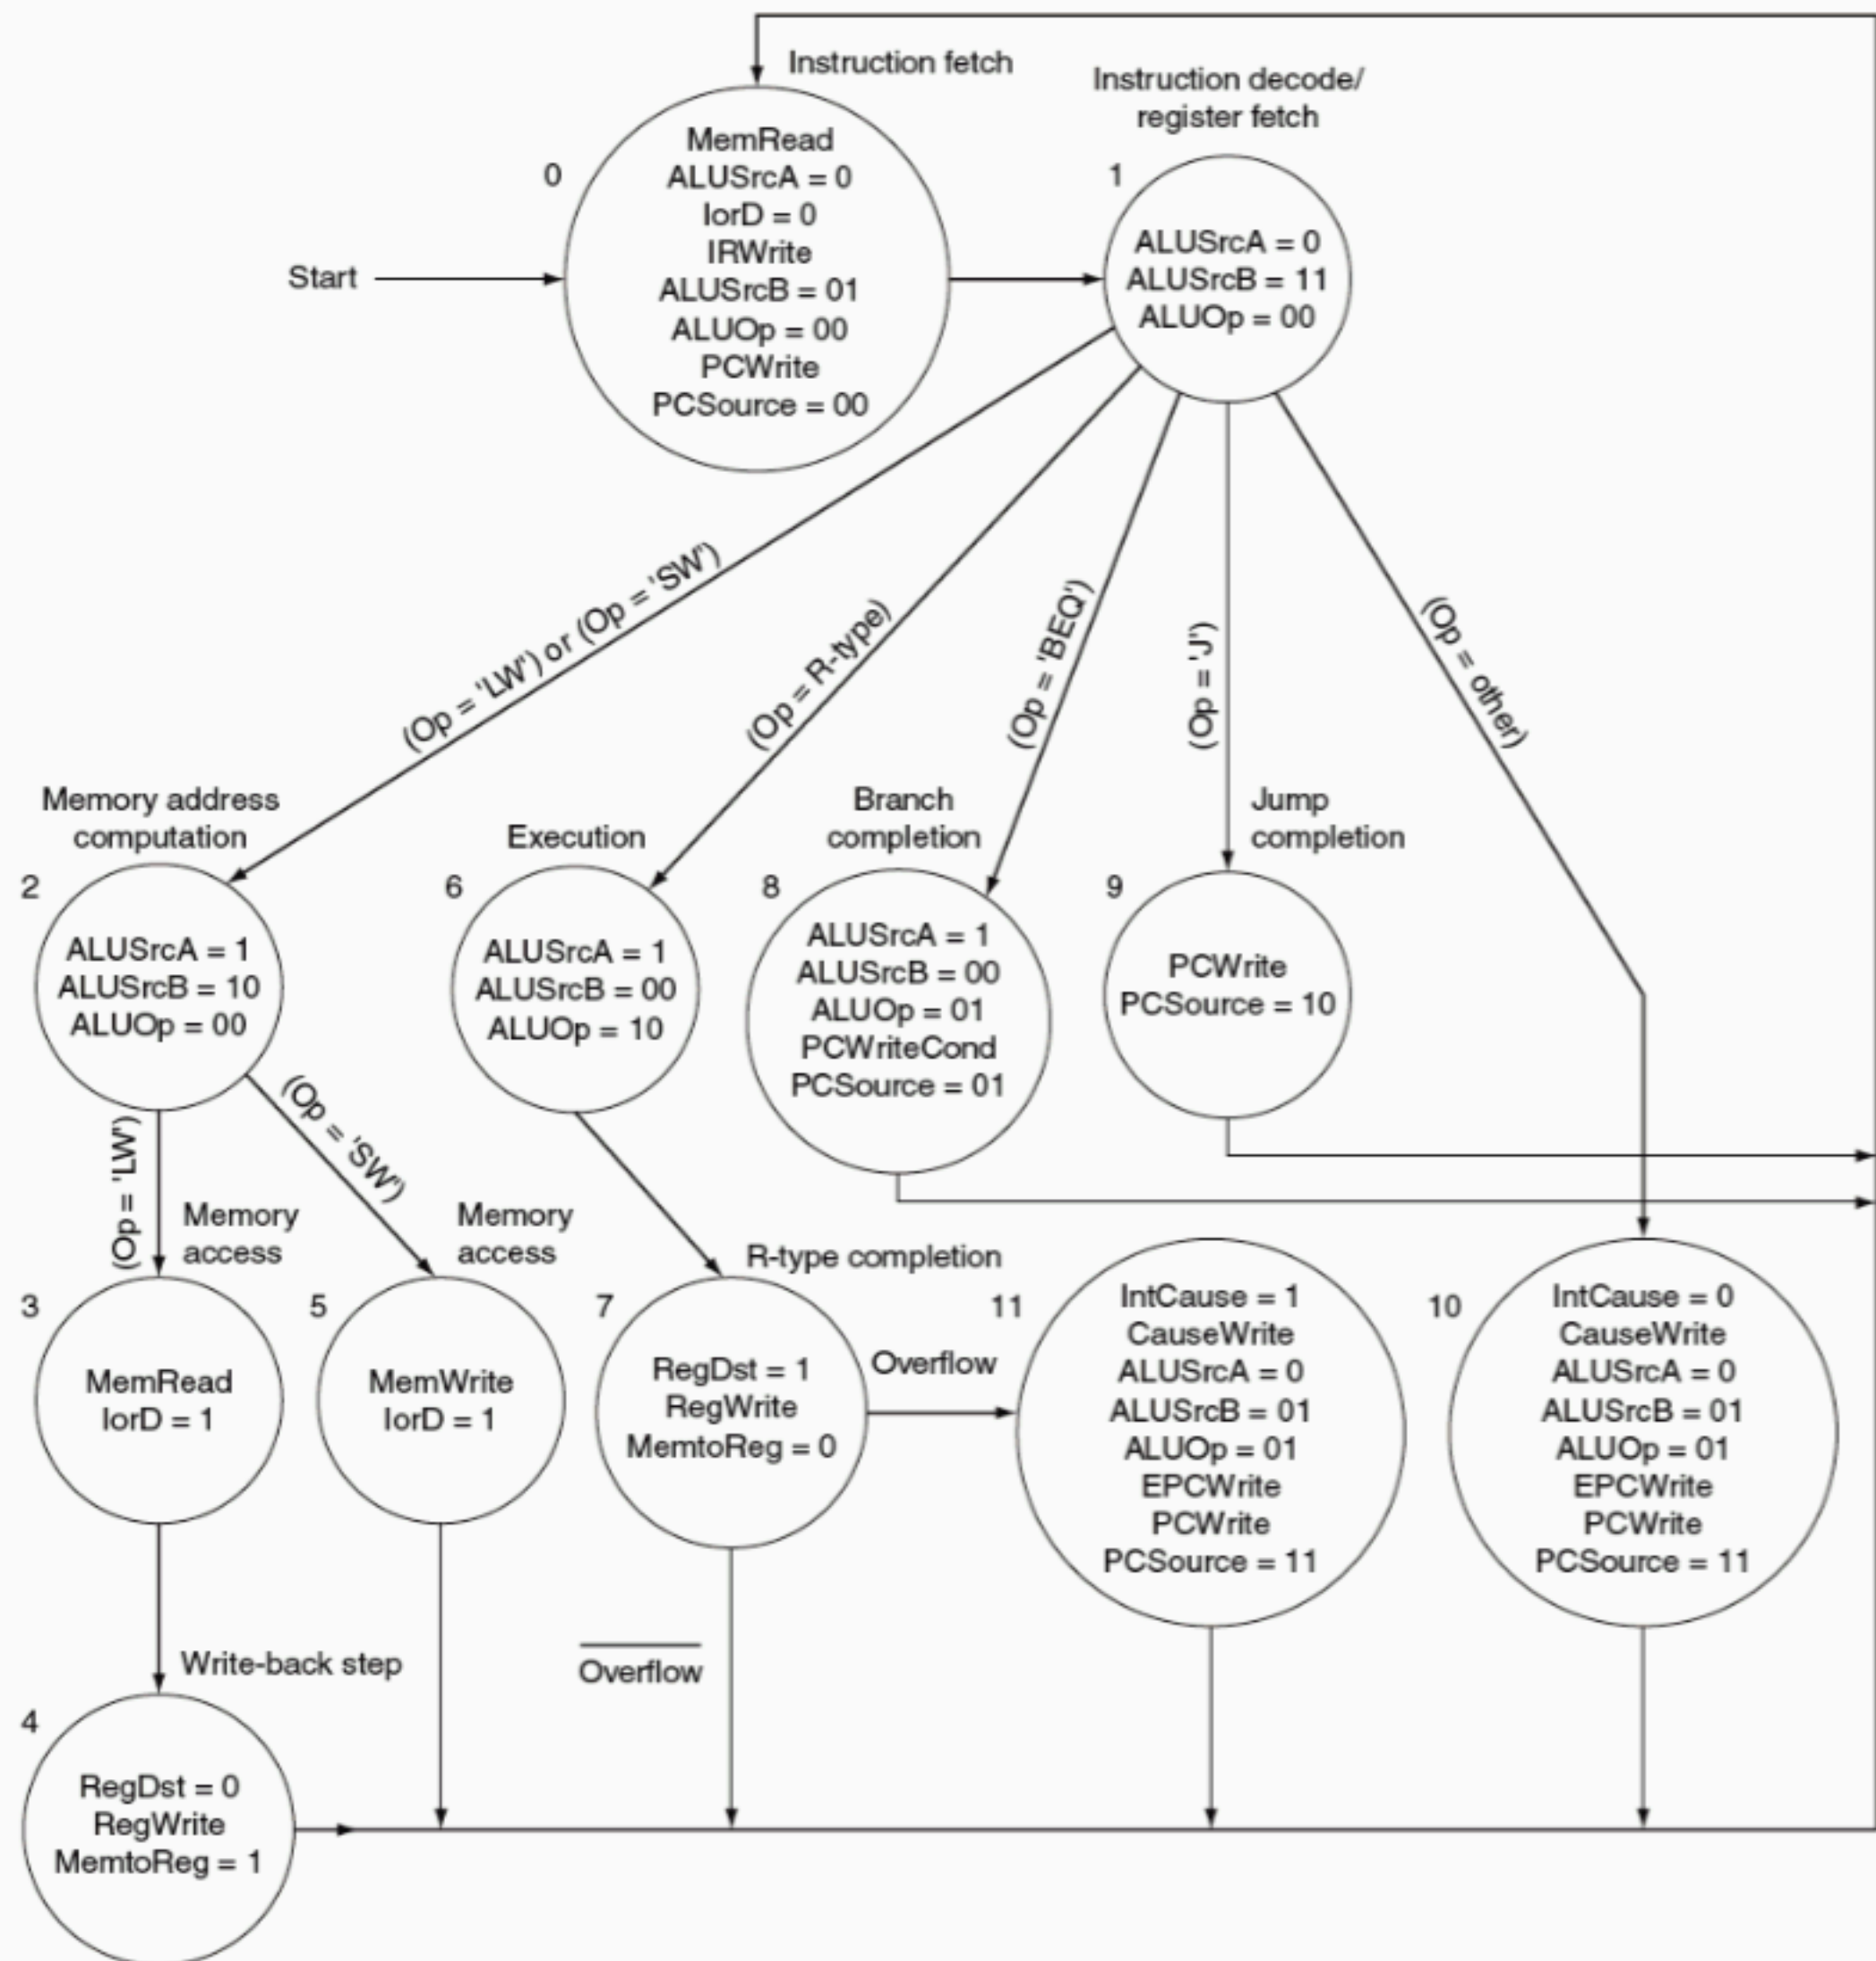 Instruction fetch
Instruction decode/
register fetch
0
MemRead
ALUSrcA = 0
IorD = 0
IRWrite
ALUSrcB = 01
ALUOp = 00
PCWrite
PCSource = 00
1
ALUSrcA = 0
ALUSrcB = 11
ALUOp = 00
Start
(Op = 'LW') or (Op = 'SW')
(Op = R-type)
(Op = 'BEQ')
(Op = 'J')
(Op = other)
Memory address
computation
2
ALUSrcA = 1
ALUSrcB = 10
ALUOp = 00
Execution
6
ALUSrcA = 1
ALUSrcB = 00
ALUOp = 10
Branch
completion
8
ALUSrcA = 1
ALUSrcB = 00
ALUOp = 01
PCWriteCond
PCSource = 01
Jump
completion
9
PCWrite
PCSource = 10
(Op = 'LW')
(Op = 'SW')
Memory
access
3
MemRead
IorD = 1
Memory
access
5
MemWrite
IorD = 1
R-type completion
7
RegDst = 1
RegWrite
MemtoReg = 0
Overflow
11
IntCause = 1
CauseWrite
ALUSrcA = 0
ALUSrcB = 01
ALUOp = 01
EPCWrite
PCWrite
PCSource = 11
10
IntCause = 0
CauseWrite
ALUSrcA = 0
ALUSrcB = 01
ALUOp = 01
EPCWrite
PCWrite
PCSource = 11
Write-back step
Overflow
4
RegDst = 0
RegWrite
MemtoReg = 1